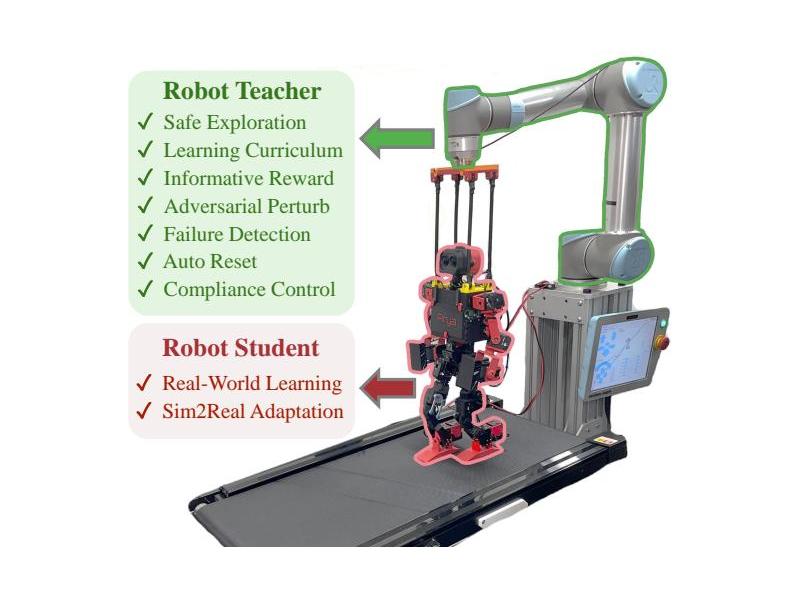 Robot Teacher
✓ Safe Exploration
✓ Learning Curriculum
✓ Informative Reward
✓ Adversarial Perturb
✓ Failure Detection
✓ Auto Reset
✓ Compliance Control
Robot Student
✓ Real-World Learning
✓ Sim2Real Adaptation